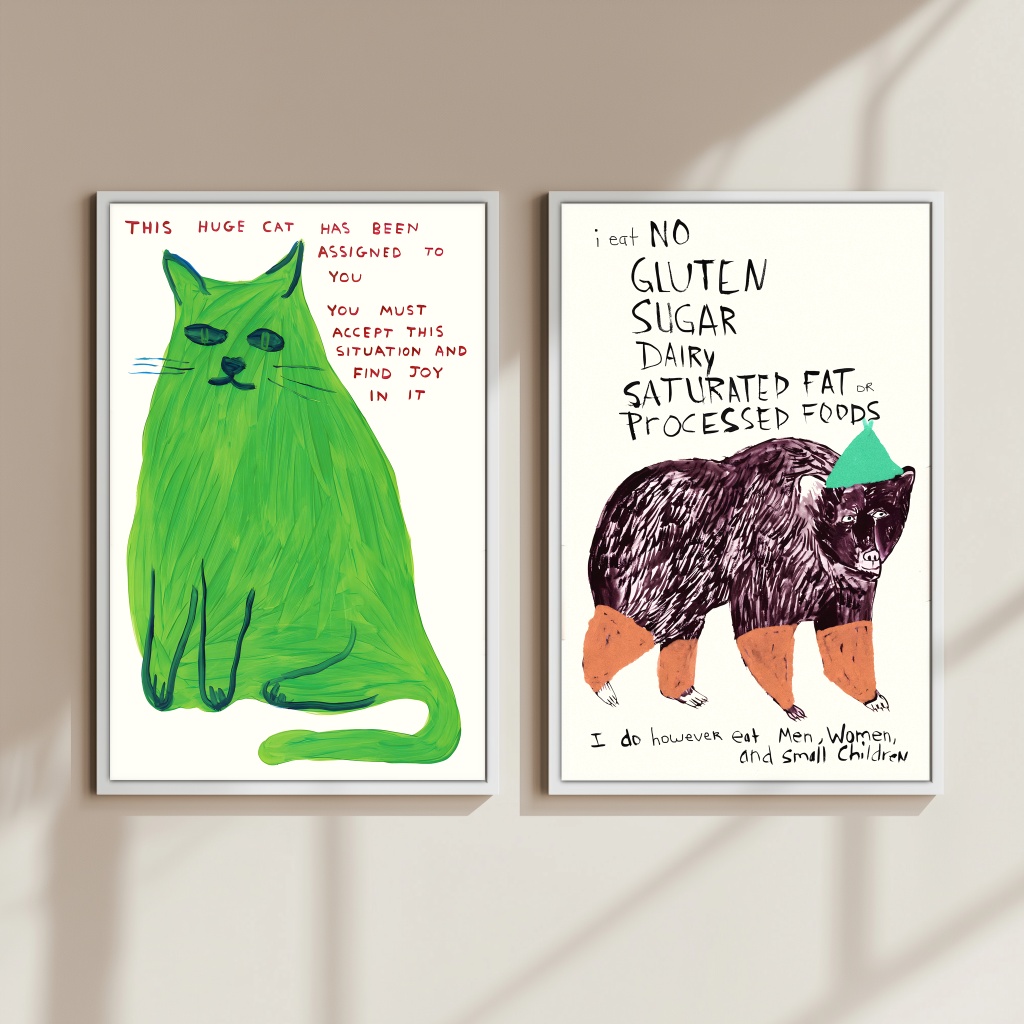 THIS HUGE CAT HAS BEEN
ASSIGNED TO
YOU
YOU MUST
ACCEPT THIS
SITUATION AND
FIND JOY
IN IT
i eat NO
GLUTEN
SUGAR
DAIRy
SATURATED FAT OR
PrOCESSED FOODS
I do however eat Men, Women,
and small ChildreN